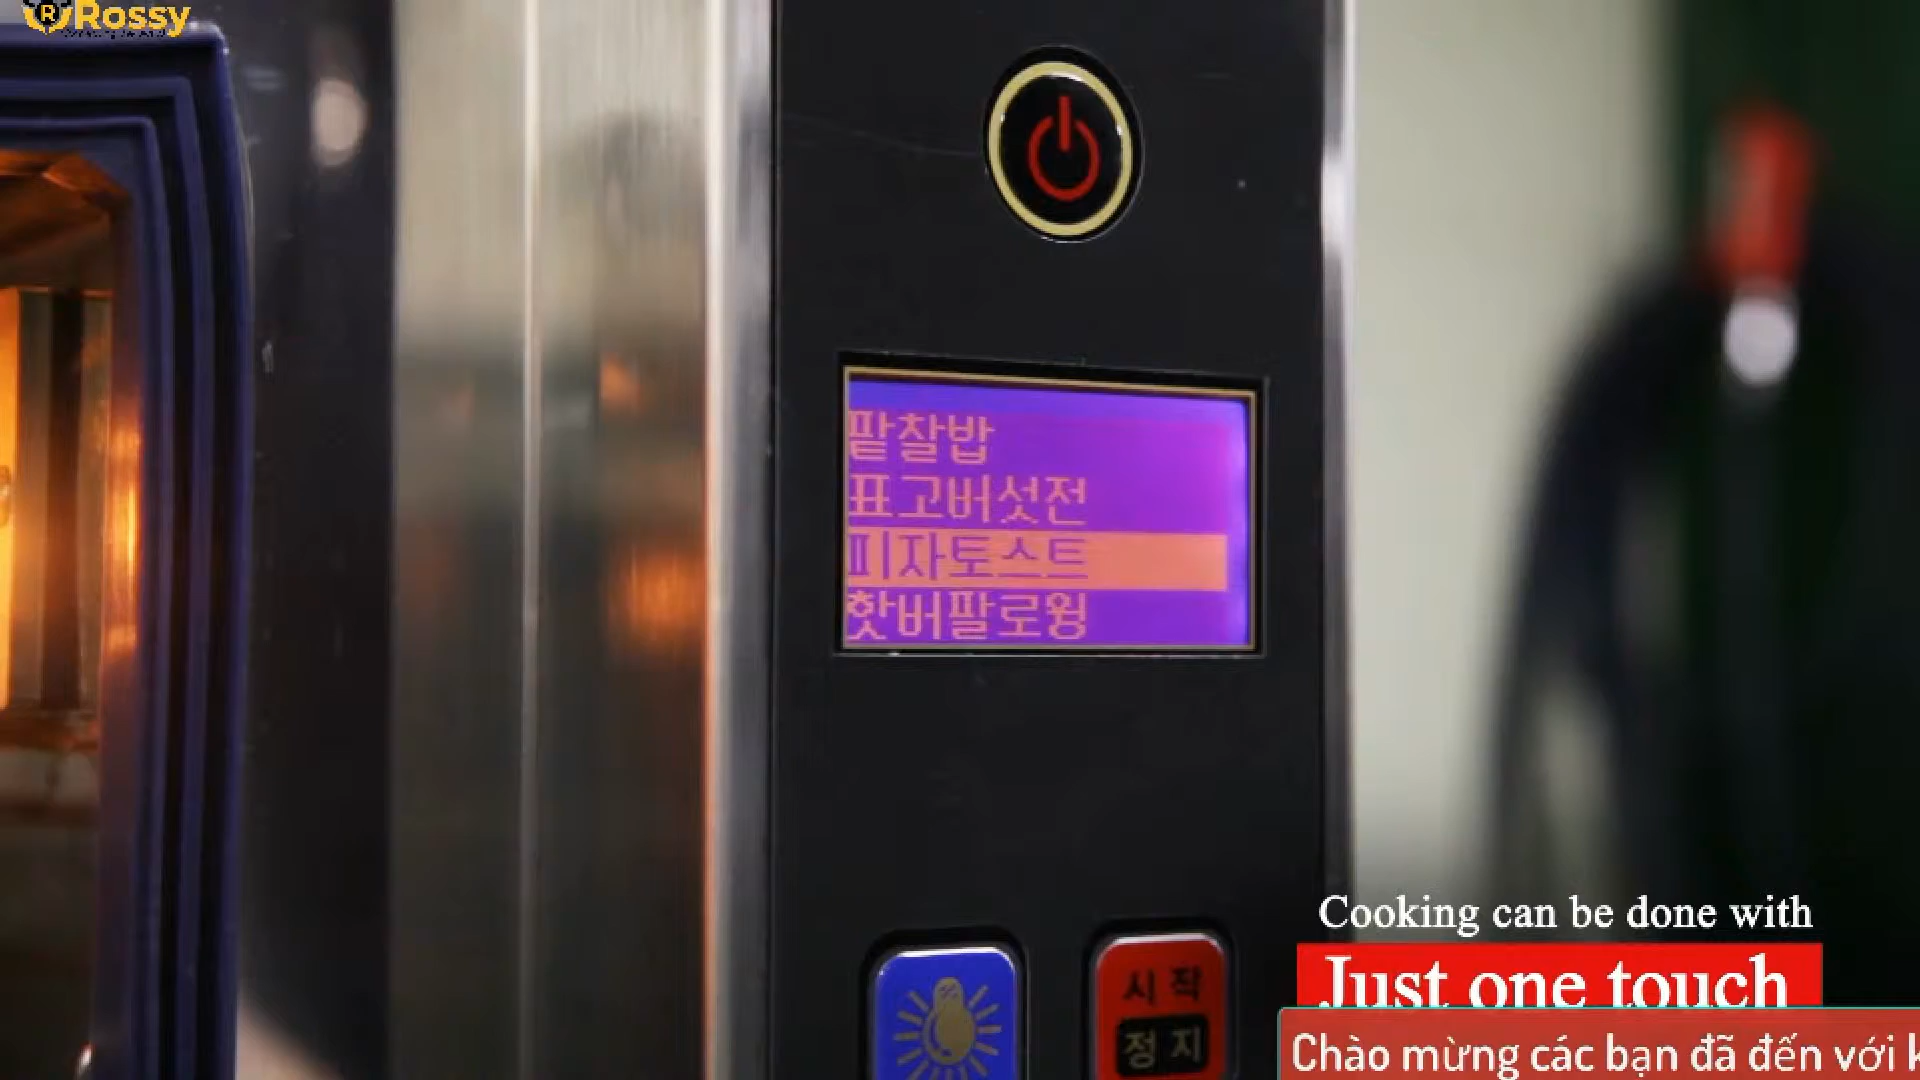 Rossy
팥찰밥
표고버섯전
피자토스트
핫버팔로윙
시작
정지
Cooking can be done with
Just one touch
Chào mừng các bạn đã đến với k